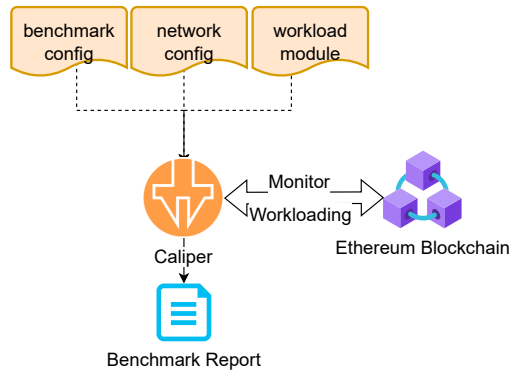 benchmark
config
network
config
workload
module
Monitor
Workloading
Ethereum Blockchain
Caliper
Benchmark Report